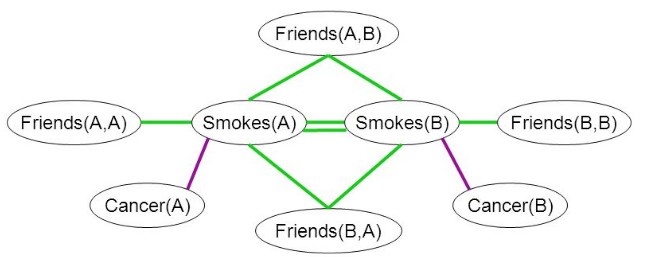 Friends(A,B)
Friends(A,A)
Smokes(A)
Smokes(B)
Friends(B,B)
Cancer(A)
Cancer(B)
Friends(B,A)